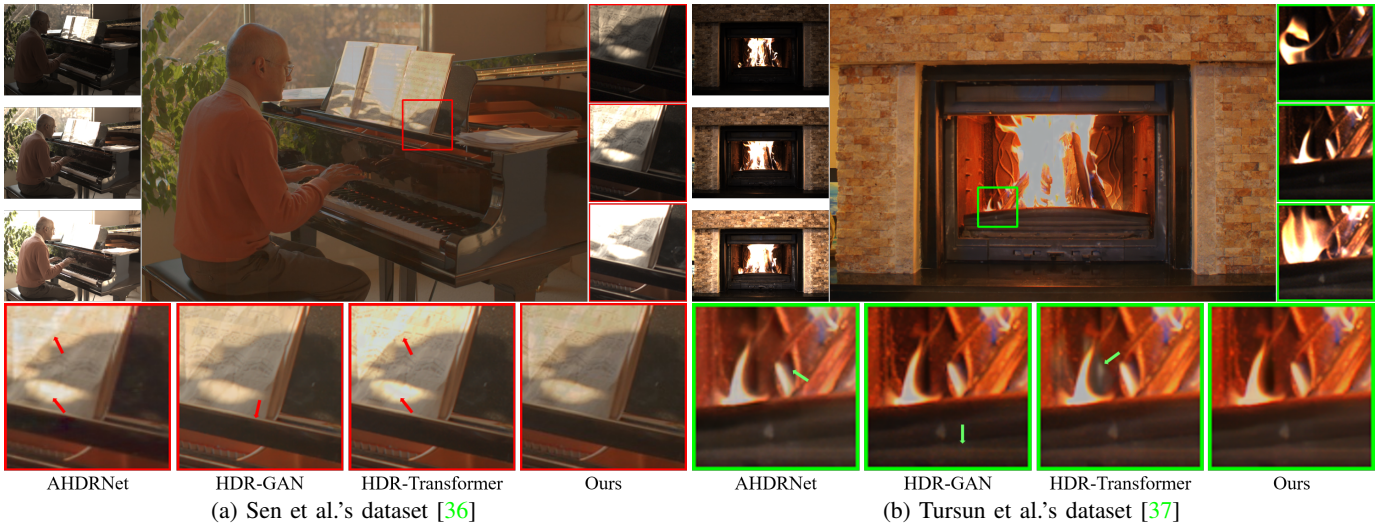 AHDRNet HDR-GAN HDR-Transformer Ours AHDRNet HDR-GAN HDR-Transformer Ours
(a) Sen et al.'s dataset [36] (b) Tursun et al.'s dataset [37]